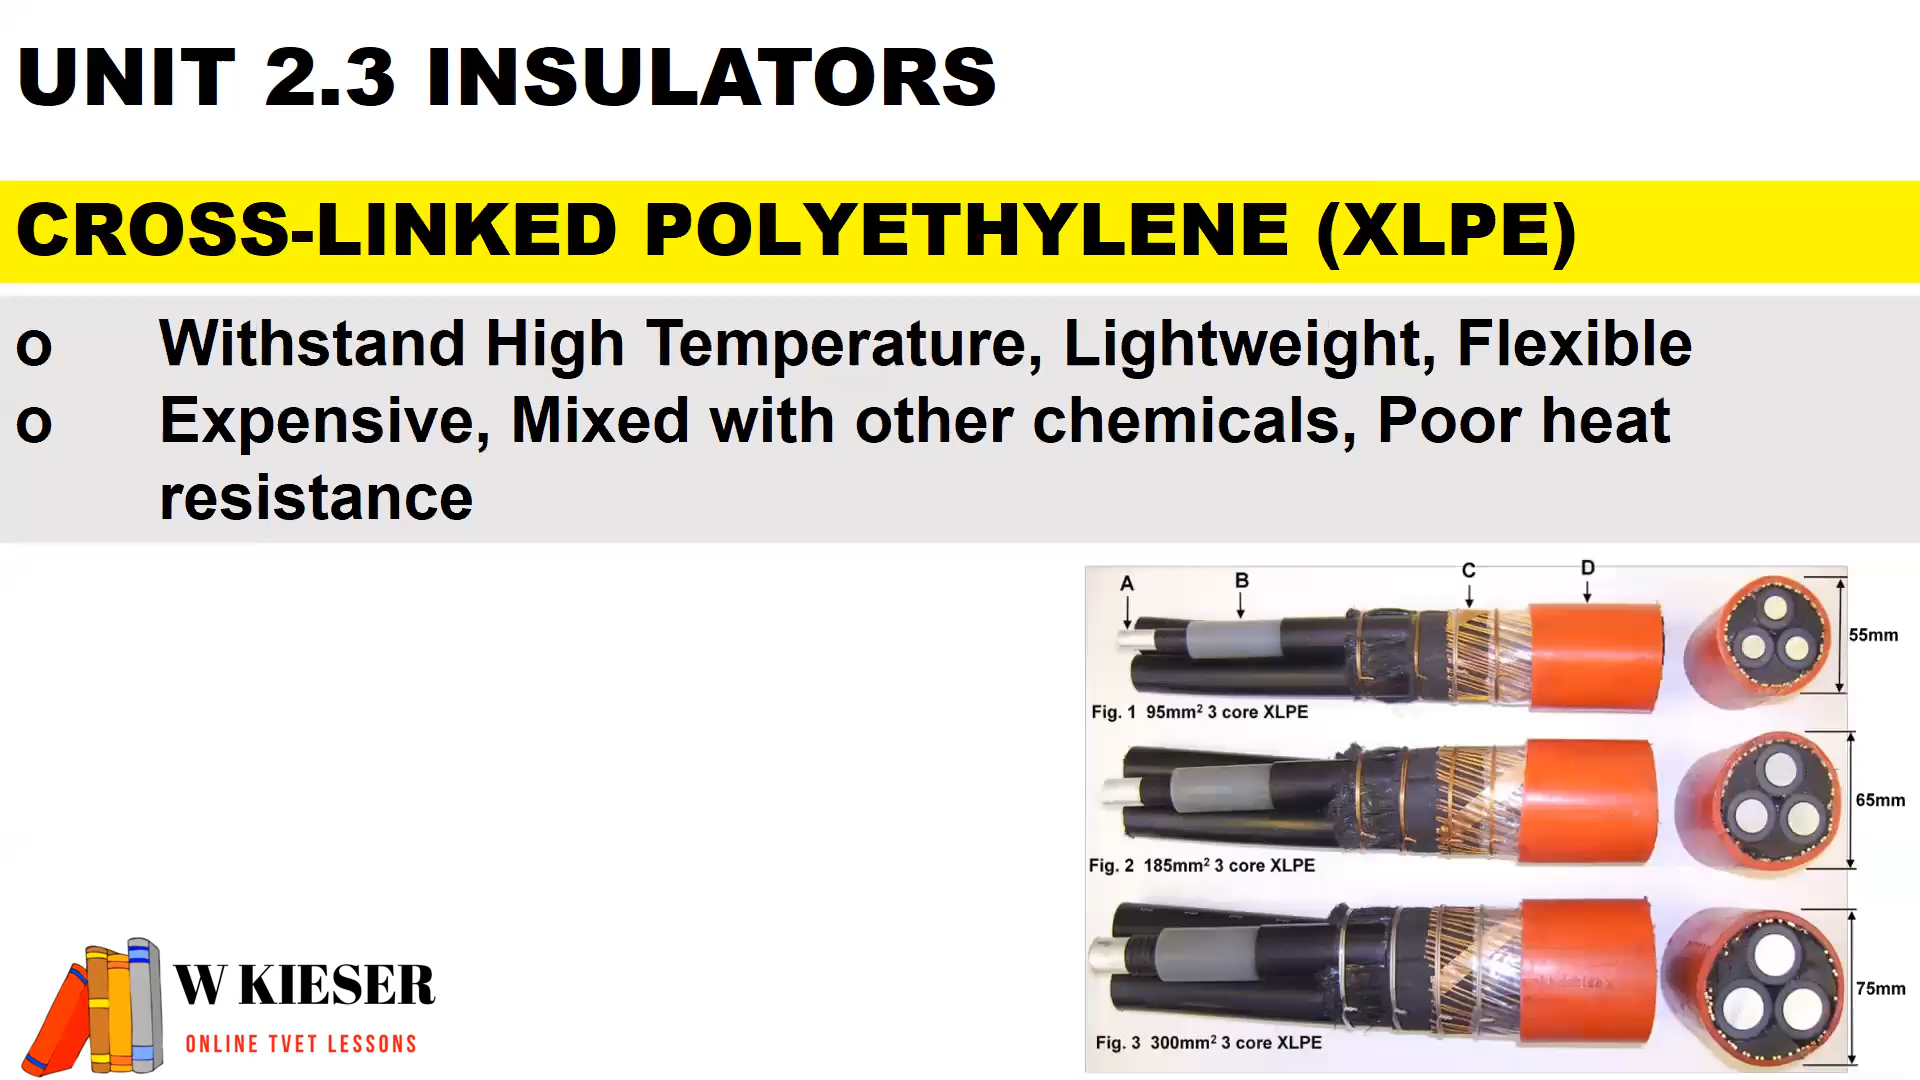 UNIT 2.3 INSULATORS
CROSS-LINKED POLYETHYLENE (XLPE)
o Withstand High Temperature, Lightweight, Flexible
o Expensive, Mixed with other chemicals, Poor heat
resistance
A B C D
55mm
Fig. 1 95mm² 3 core XLPE
65mm
Fig. 2 185mm² 3 core XLPE
75mm
Fig. 3 300mm² 3 core XLPE
W KIESER
ONLINE TVET LESSONS